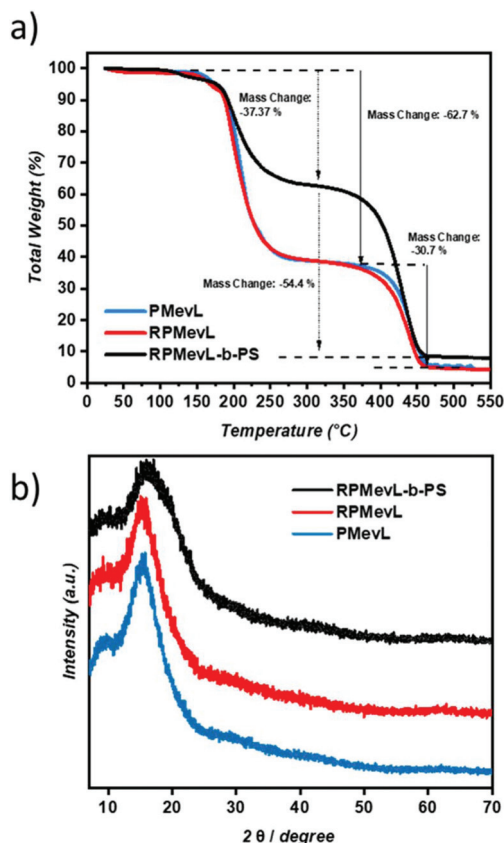 a)
100
90
80
70
60
50
40
30
20
10
0
Total Weight (%)
Mass Change:
-37.37 %
Mass Change: -62.7 %
Mass Change:
-30.7 %
Mass Change: -54.4 %
PMevL
RPMevL
RPMevL-b-PS
0 50 100 150 200 250 300 350 400 450 500 550
Temperature (°C)
b)
RPMevL-b-PS
RPMevL
PMevL
Intensity (a.u.)
10 20 30 40 50 60 70
2 θ / degree